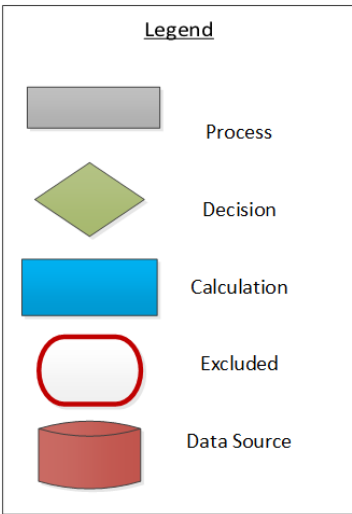 Legend
Process
Decision
Calculation
Excluded
Data Source